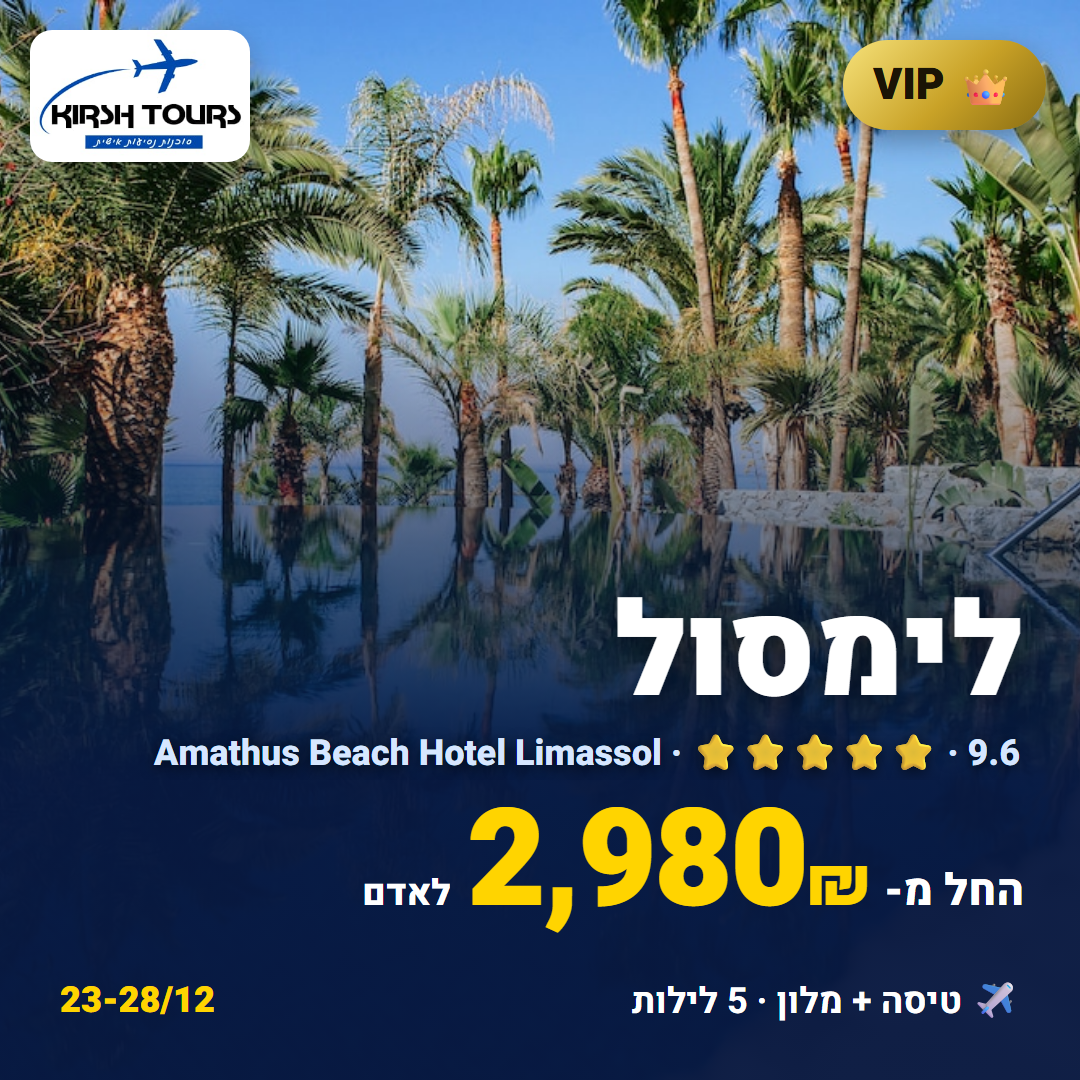 KIRSH TOURS
סוכנות נסיעות אישית
VIP
לימסול
Amathus Beach Hotel Limassol · ⭐⭐⭐⭐⭐ · 9.6
החל מ- ₪2,980 לאדם
✈️ טיסה + מלון · 5 לילות
23-28/12